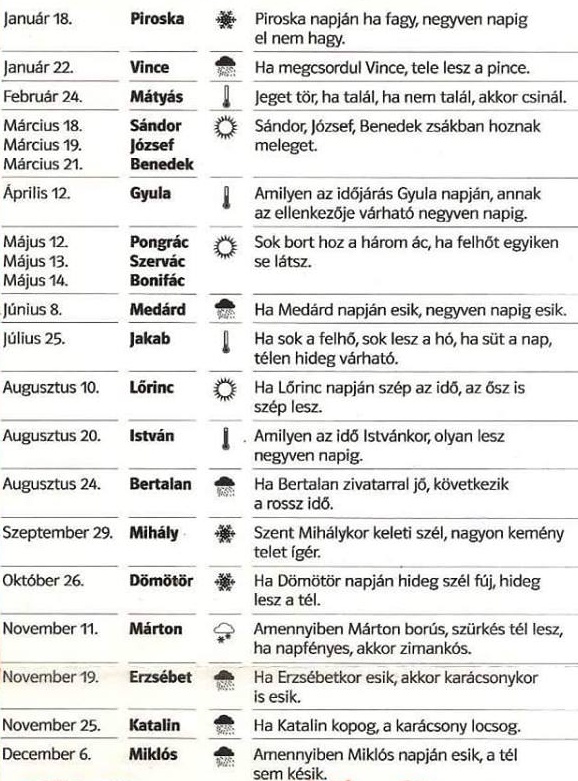 Január 18. Piroska Piroska napján ha fagy, negyven napig
el nem hagy.
Január 22. Vince Ha megcsordul Vince, tele lesz a pince.
Február 24. Mátyás Jeget tör, ha talál, ha nem talál, akkor csinál.
Március 18. Sándor Sándor, József, Benedek zsákban hoznak
Március 19. József meleget.
Március 21. Benedek
Április 12. Gyula Amilyen az időjárás Gyula napján, annak
az ellenkezője várható negyven napig.
Május 12. Pongrác Sok bort hoz a három ác, ha felhőt egyiken
Május 13. Szervác se látsz.
Május 14. Bonifác
Június 8. Medárd Ha Medárd napján esik, negyven napig esik.
Július 25. Jakab Ha sok a felhő, sok lesz a hó, ha süt a nap,
télen hideg várható.
Augusztus 10. Lőrinc Ha Lőrinc napján szép az idő, az ősz is
szép lesz.
Augusztus 20. István Amilyen az idő Istvánkor, olyan lesz
negyven napig.
Augusztus 24. Bertalan Ha Bertalan zivatarral jő, következik
a rossz idő.
Szeptember 29. Mihály Szent Mihálykor keleti szél, nagyon kemény
telet ígér.
Október 26. Dömötör Ha Dömötör napján hideg szél fúj, hideg
lesz a tél.
November 11. Márton Amennyiben Márton borús, szürkés tél lesz,
ha napfényes, akkor zimankós.
November 19. Erzsébet Ha Erzsébetkor esik, akkor karácsonykor
is esik.
November 25. Katalin Ha Katalin kopog, a karácsony locsog.
December 6. Miklós Amennyiben Miklós napján esik, a tél
sem késik.